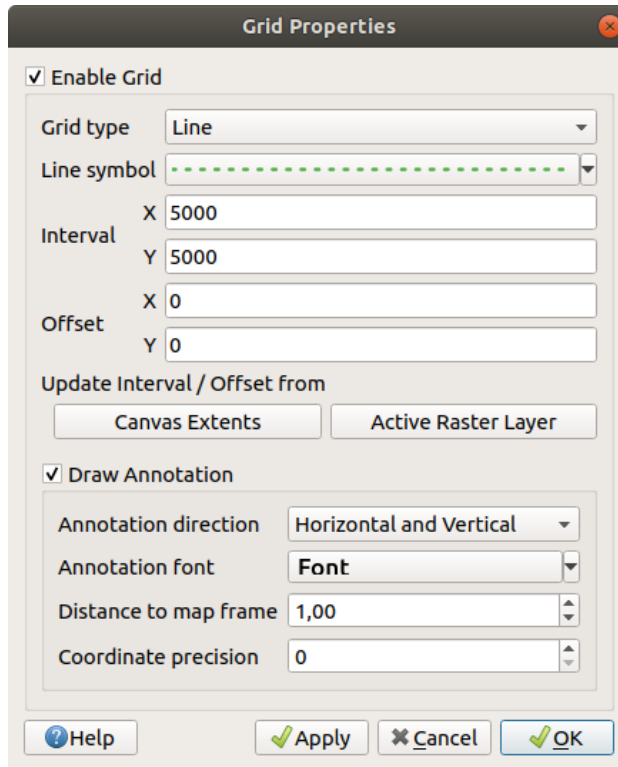 Grid Properties
Enable Grid
Grid type Line
Line symbol
Interval
X 5000
Y 5000
Offset
X 0
Y 0
Update Interval / Offset from
Canvas Extents Active Raster Layer
Draw Annotation
Annotation direction Horizontal and Vertical
Annotation font Font
Distance to map frame 1,00
Coordinate precision 0
Help Apply Cancel OK